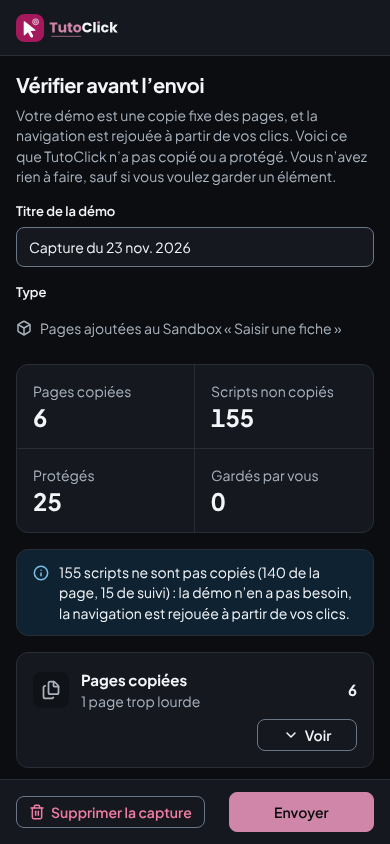 TutoClick
Vérifier avant l’envoi
Votre démo est une copie fixe des pages, et la
navigation est rejouée à partir de vos clics. Voici ce
que TutoClick n’a pas copié ou a protégé. Vous n’avez
rien à faire, sauf si vous voulez garder un élément.
Titre de la démo
Capture du 23 nov. 2026
Type
Pages ajoutées au Sandbox « Saisir une fiche »
Pages copiées
6
Scripts non copiés
155
Protégés
25
Gardés par vous
0
155 scripts ne sont pas copiés (140 de la
page, 15 de suivi) : la démo n’en a pas besoin,
la navigation est rejouée à partir de vos clics.
Pages copiées
1 page trop lourde
6
Voir
Supprimer la capture
Envoyer